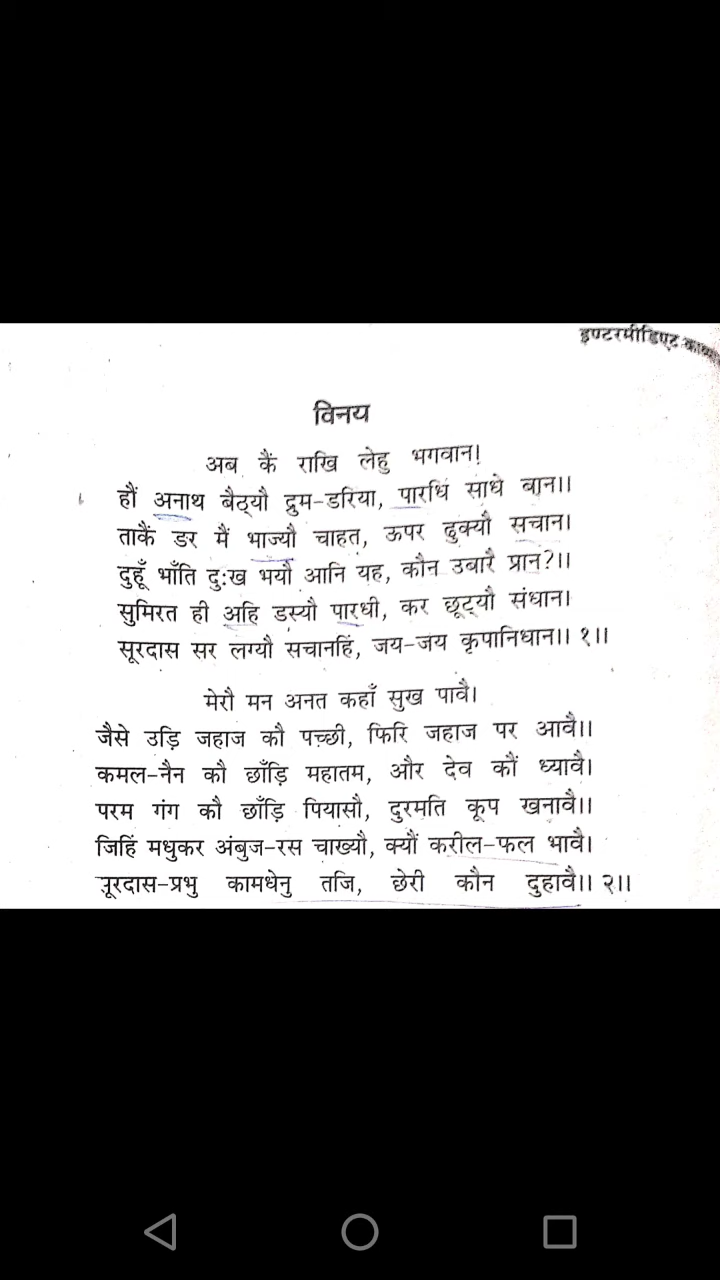 इण्टरमीडिएट काव्य
विनय
अब कैं राखि लेहु भगवान!
हौं अनाथ बैठ्यौ द्रुम-डरिया, पारधि साधे बान।।
ताकैं डर मैं भाज्यौ चाहत, ऊपर ढुक्यौ सचान।
दुहूँ भाँति दुःख भयौ आनि यह, कौन उबारै प्रान?।।
सुमिरत ही अहि डस्यौ पारधी, कर छूट्यौ संधान।
सूरदास सर लग्यौ सचानहिं, जय-जय कृपानिधान।। १।।
मेरौ मन अनत कहाँ सुख पावै।
जैसे उड़ि जहाज कौ पच्छी, फिरि जहाज पर आवै।।
कमल-नैन कौ छाँड़ि महातम, और देव कौं ध्यावै।
परम गंग कौ छाँड़ि पियासौ, दुरमति कूप खनावै।।
जिहिं मधुकर अंबुज-रस चाख्यौ, क्यौं करील-फल भावै।
सूरदास-प्रभु कामधेनु तजि, छेरी कौन दुहावै।। २।।